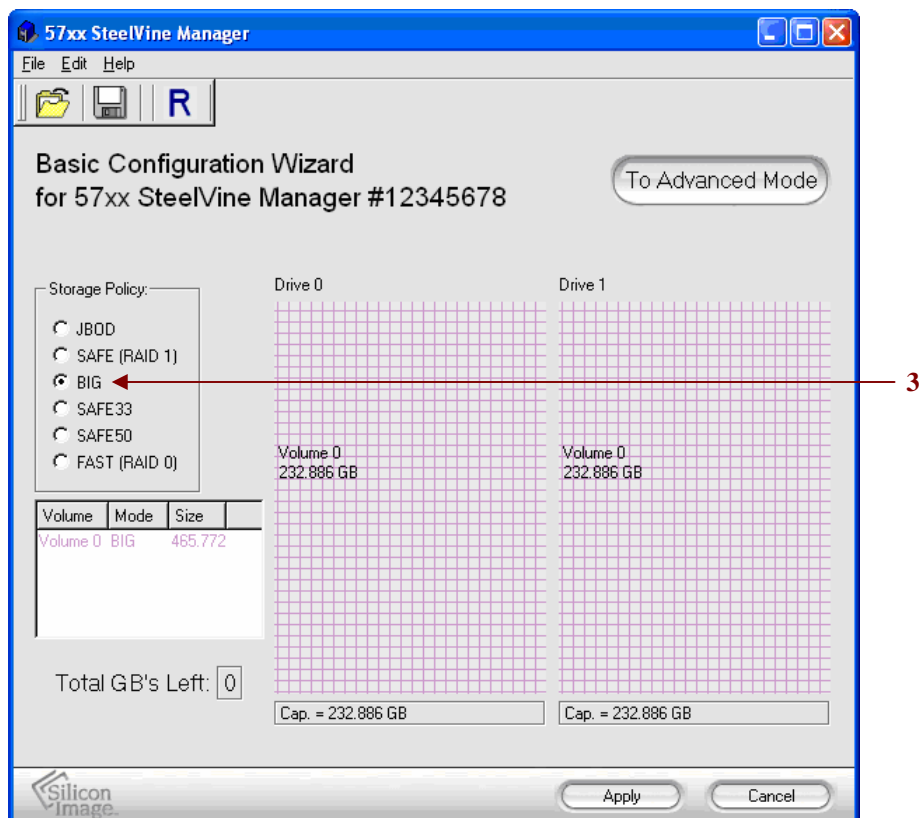 57xx SteelVine Manager
File Edit Help
R
Basic Configuration Wizard
for 57xx SteelVine Manager #12345678
To Advanced Mode
Storage Policy:
JBOD
SAFE (RAID 1)
BIG
SAFE33
SAFE50
FAST (RAID 0)
3
Drive 0
Volume 0
232.886 GB
Cap. = 232.886 GB
Drive 1
Volume 0
232.886 GB
Cap. = 232.886 GB
Volume Mode Size
Volume 0 BIG 465.772
Total GB's Left: 0
Silicon
Image.
Apply Cancel